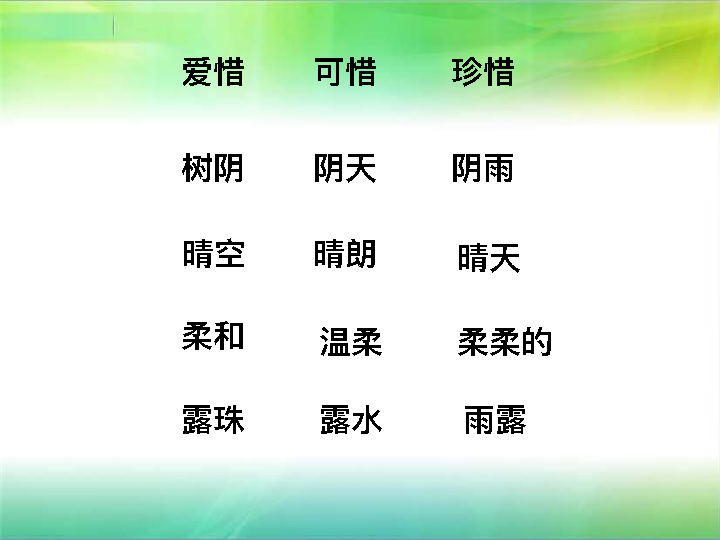 爱惜 可惜 珍惜
树阴 阴天 阴雨
晴空 晴朗 晴天
柔和 温柔 柔柔的
露珠 露水 雨露